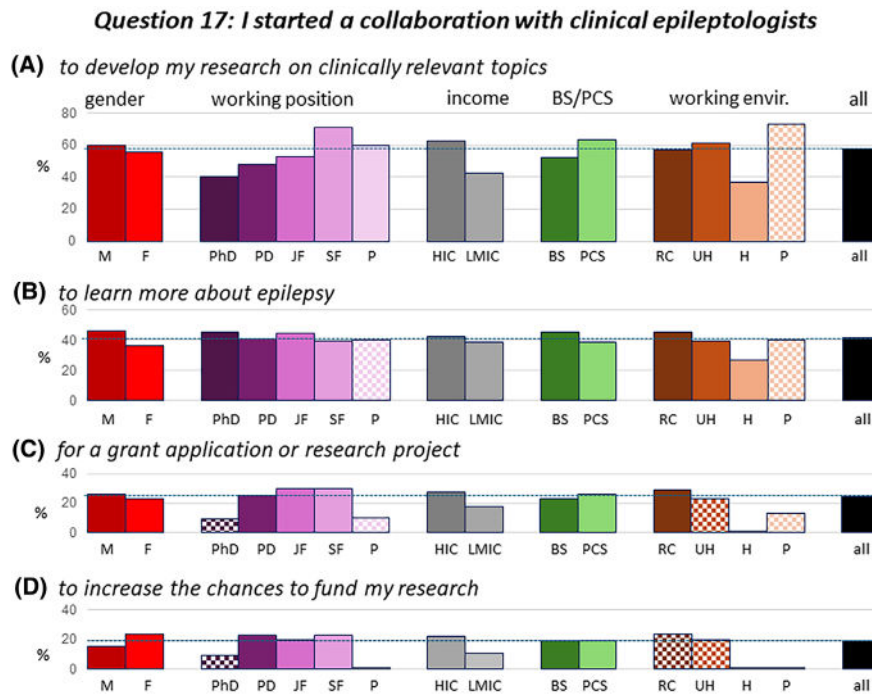 Question 17: I started a collaboration with clinical epileptologists
(A) to develop my research on clinically relevant topics
gender working position income BS/PCS working envir. all
80
60
%
40
20
0
M F PhD PD JF SF P HIC LMIC BS PCS RC UH H P all
(B) to learn more about epilepsy
60
40
%
20
0
M F PhD PD JF SF P HIC LMIC BS PCS RC UH H P all
(C) for a grant application or research project
40
20
%
0
M F PhD PD JF SF P HIC LMIC BS PCS RC UH H P all
(D) to increase the chances to fund my research
40
20
%
0
M F PhD PD JF SF P HIC LMIC BS PCS RC UH H P all